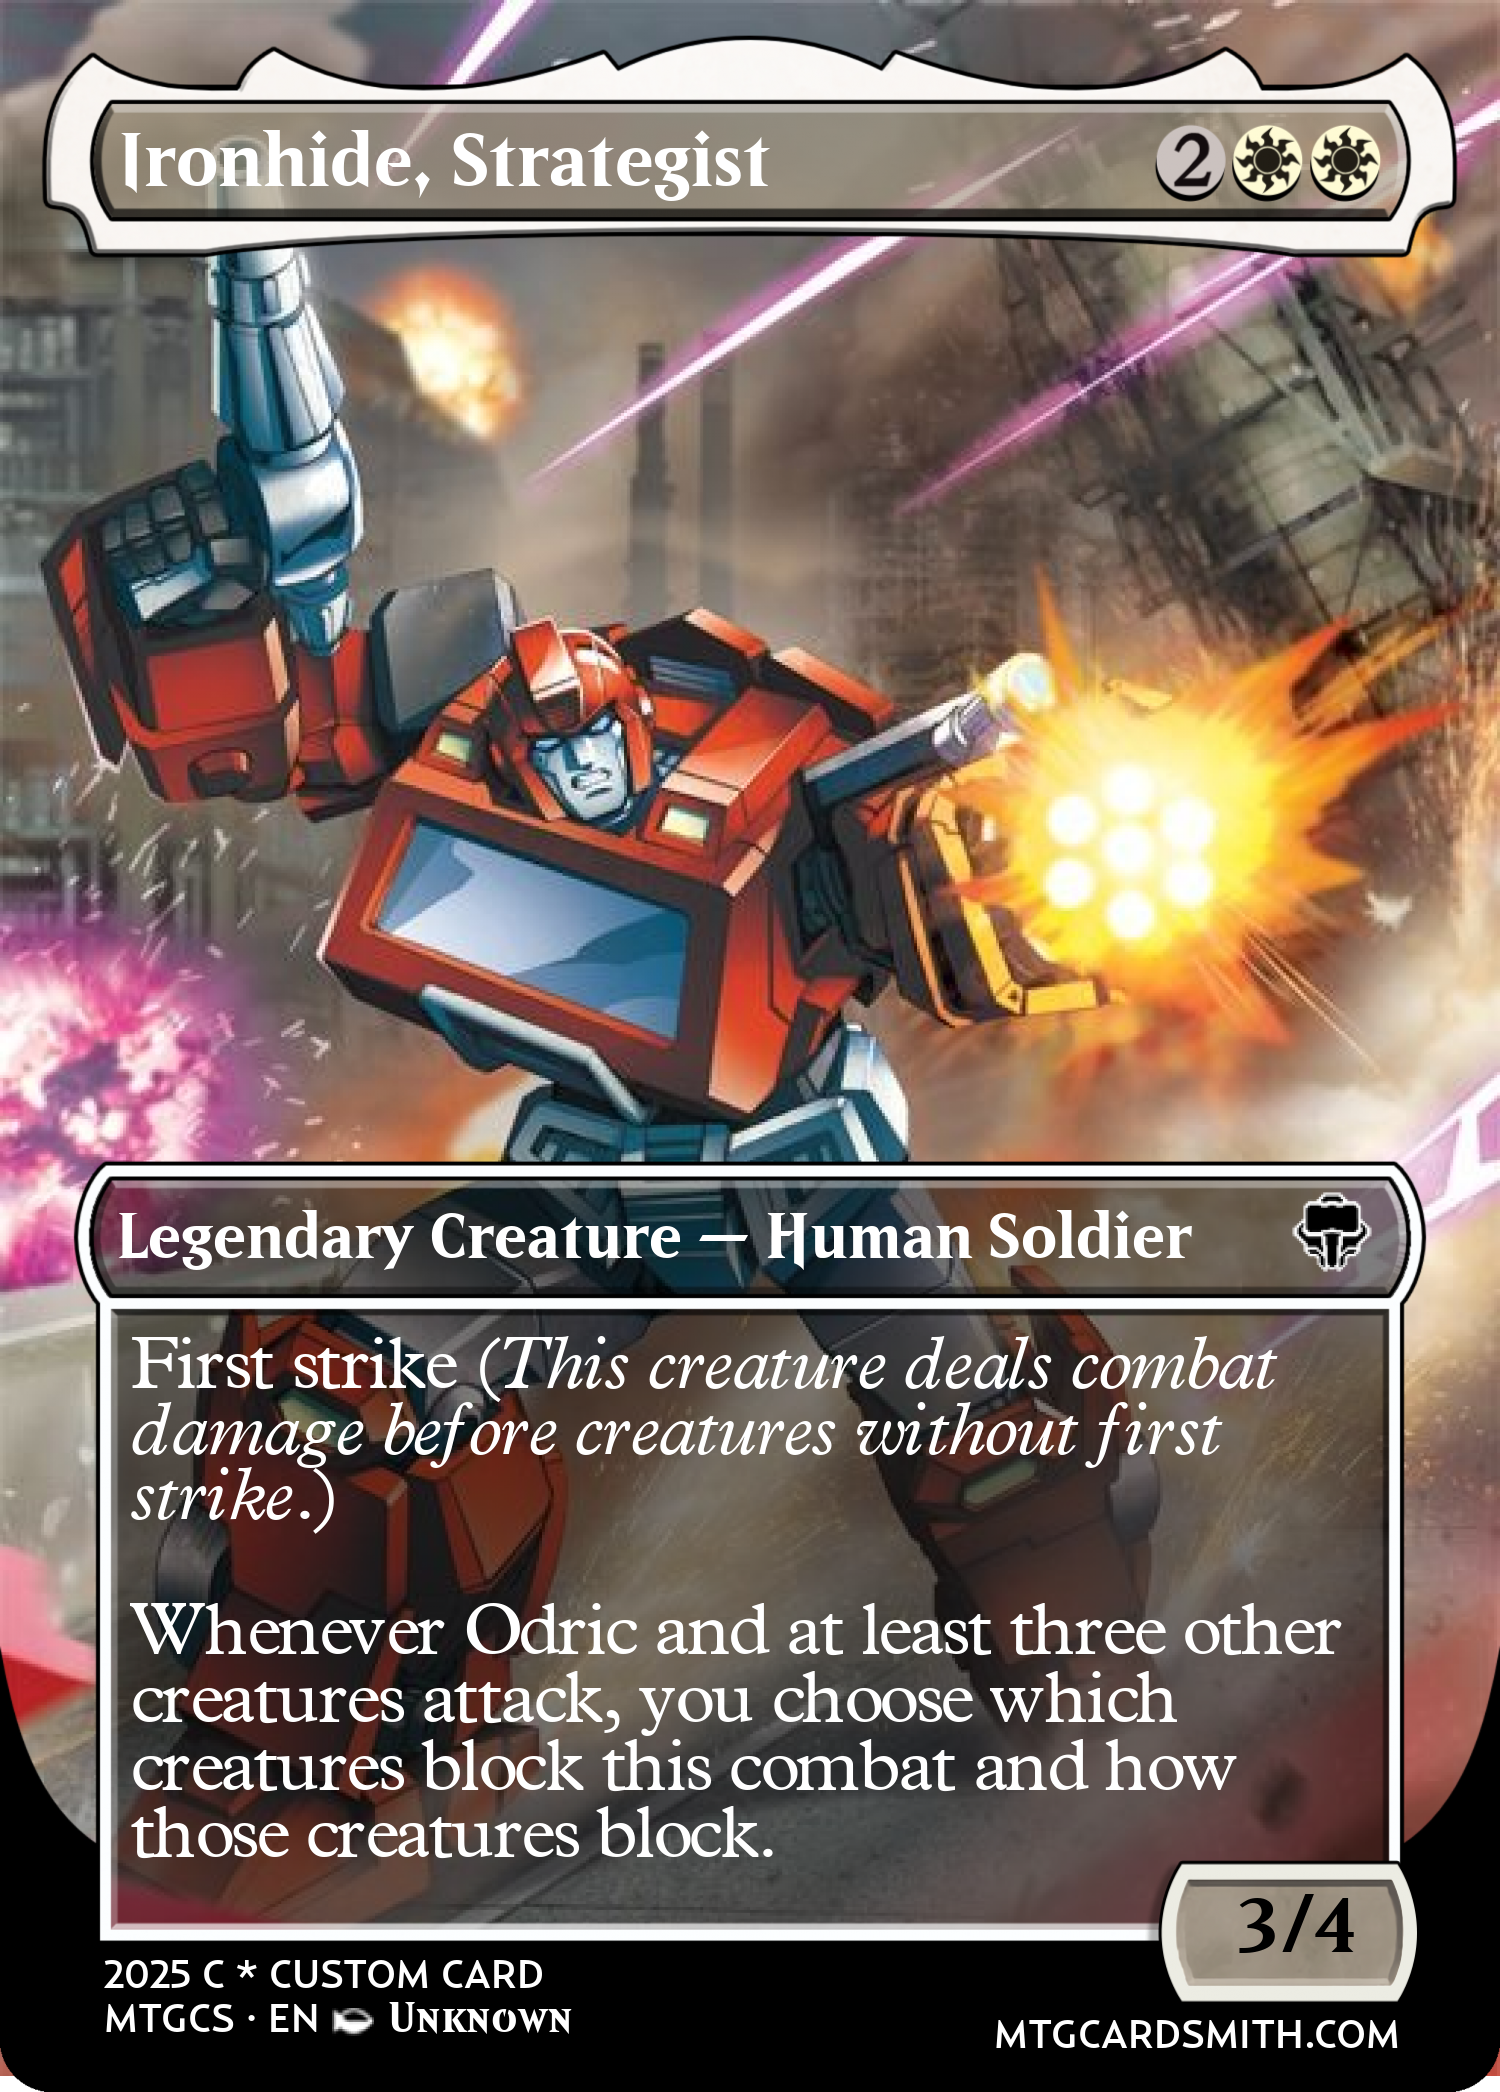 Ironhide, Strategist 2
Legendary Creature — Human Soldier
First strike (This creature deals combat
damage before creatures without first
strike.)
Whenever Odric and at least three other
creatures attack, you choose which
creatures block this combat and how
those creatures block.
3/4
2025 C * CUSTOM CARD
MTGCS · EN Unknown
MTGCARDSMITH.COM